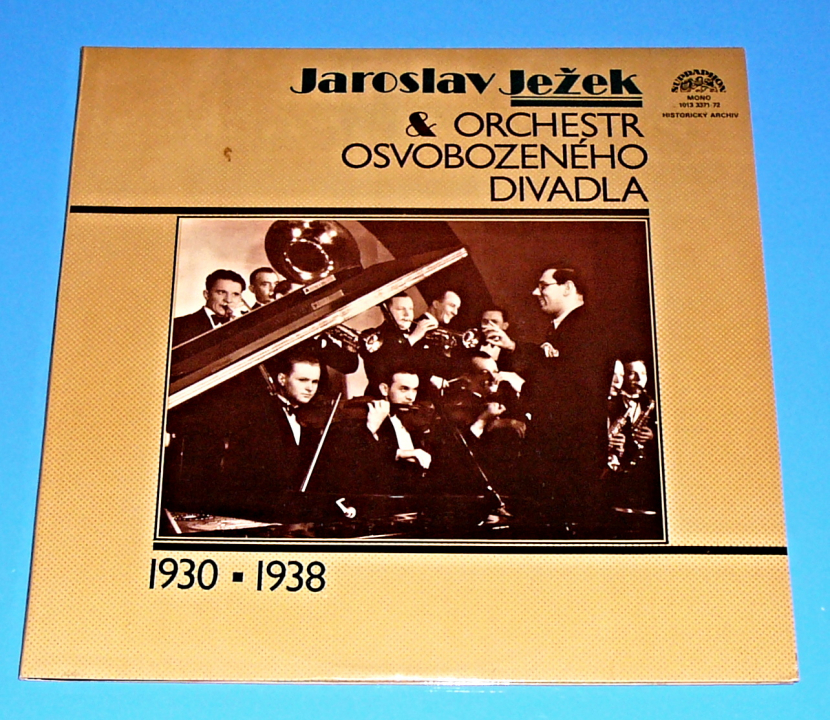 Jaroslav Ježek
& ORCHESTR
OSVOBOZENÉHO
DIVADLA
SUPRAPHON
MONO
1013 3371-72
HISTORICKÝ ARCHIV
1930 ▪ 1938